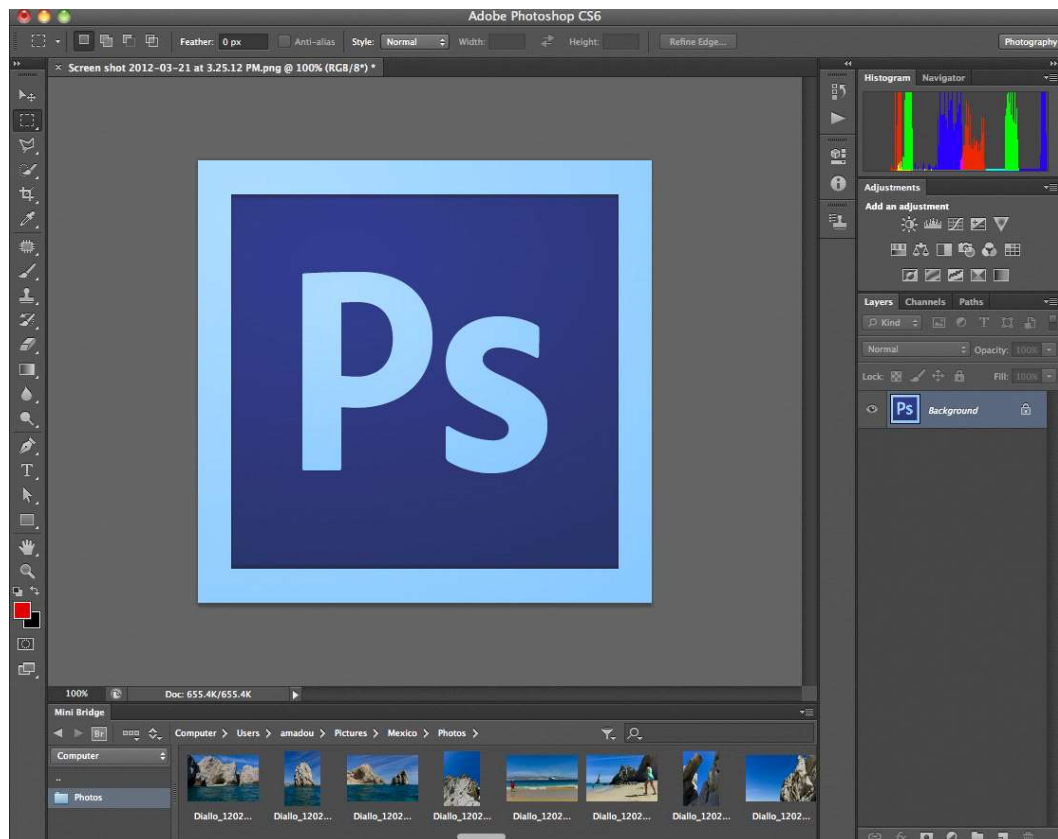 Adobe Photoshop CS6
Feather: 0 px Anti-alias Style: Normal Width: Height: Refine Edge... Photography
× Screen shot 2012-03-21 at 3.25.12 PM.png @ 100% (RGB/8*) *
Histogram Navigator
Adjustments
Add an adjustment
Layers Channels Paths
Kind
Normal Opacity: 100%
Lock: Fill: 100%
Ps Background
Ps
100% Doc: 655.4K/655.4K
Mini Bridge
Br Computer > Users > amadou > Pictures > Mexico > Photos >
Computer
..
Photos
Diallo_1202... Diallo_1202... Diallo_1202... Diallo_1202... Diallo_1202... Diallo_1202... Diallo_1202... Diallo_1202...